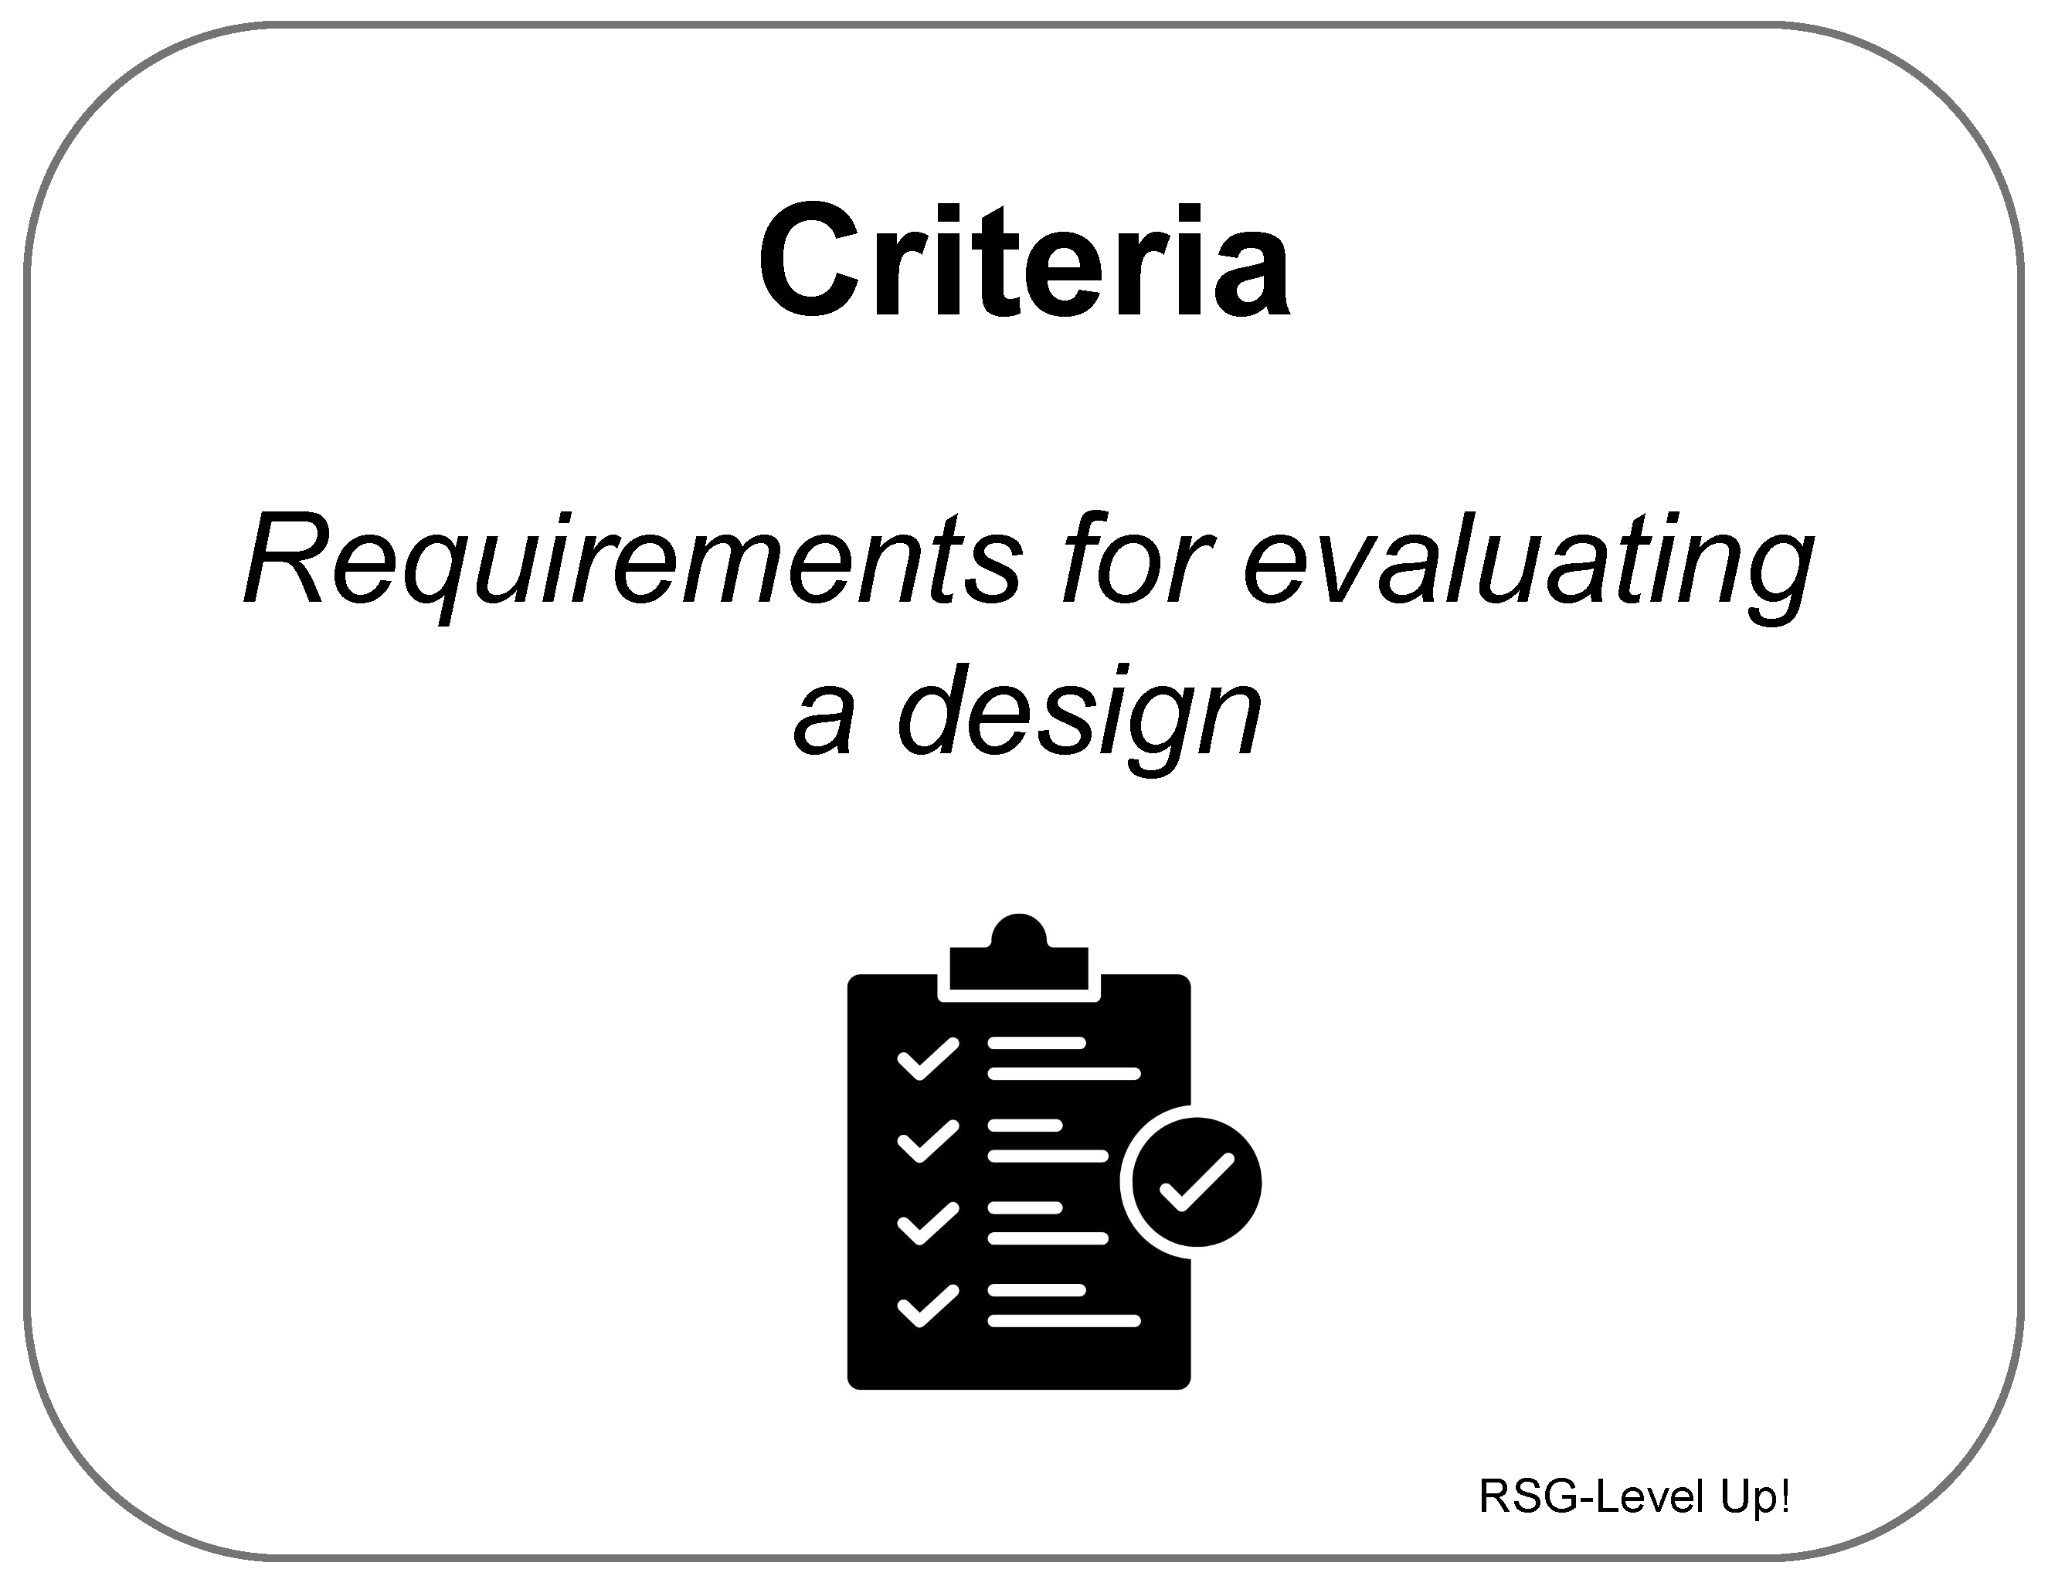 Criteria
Requirements for evaluating
a design
RSG-Level Up!